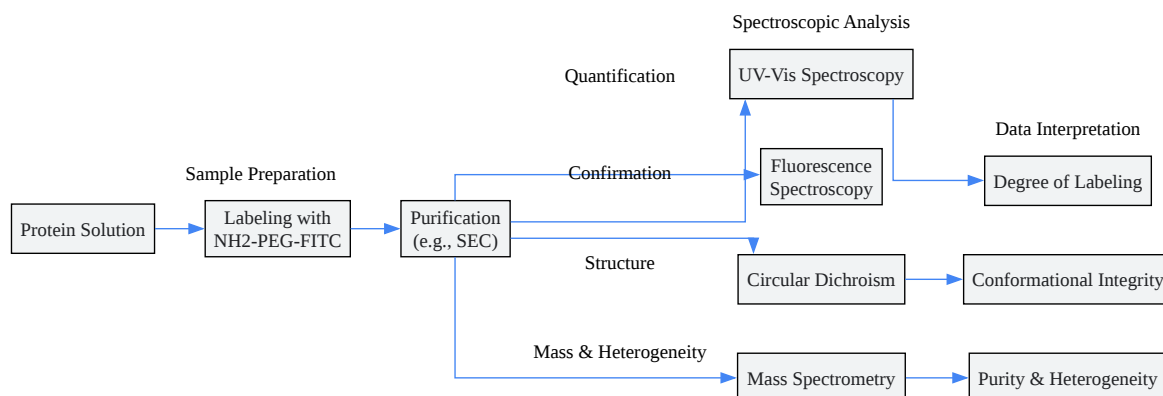 Spectroscopic Analysis
Quantification
UV-Vis Spectroscopy
Data Interpretation
Sample Preparation
Confirmation
Fluorescence
Spectroscopy
Degree of Labeling
Protein Solution
Labeling with
NH2-PEG-FITC
Purification
(e.g., SEC)
Structure
Circular Dichroism
Conformational Integrity
Mass & Heterogeneity
Mass Spectrometry
Purity & Heterogeneity